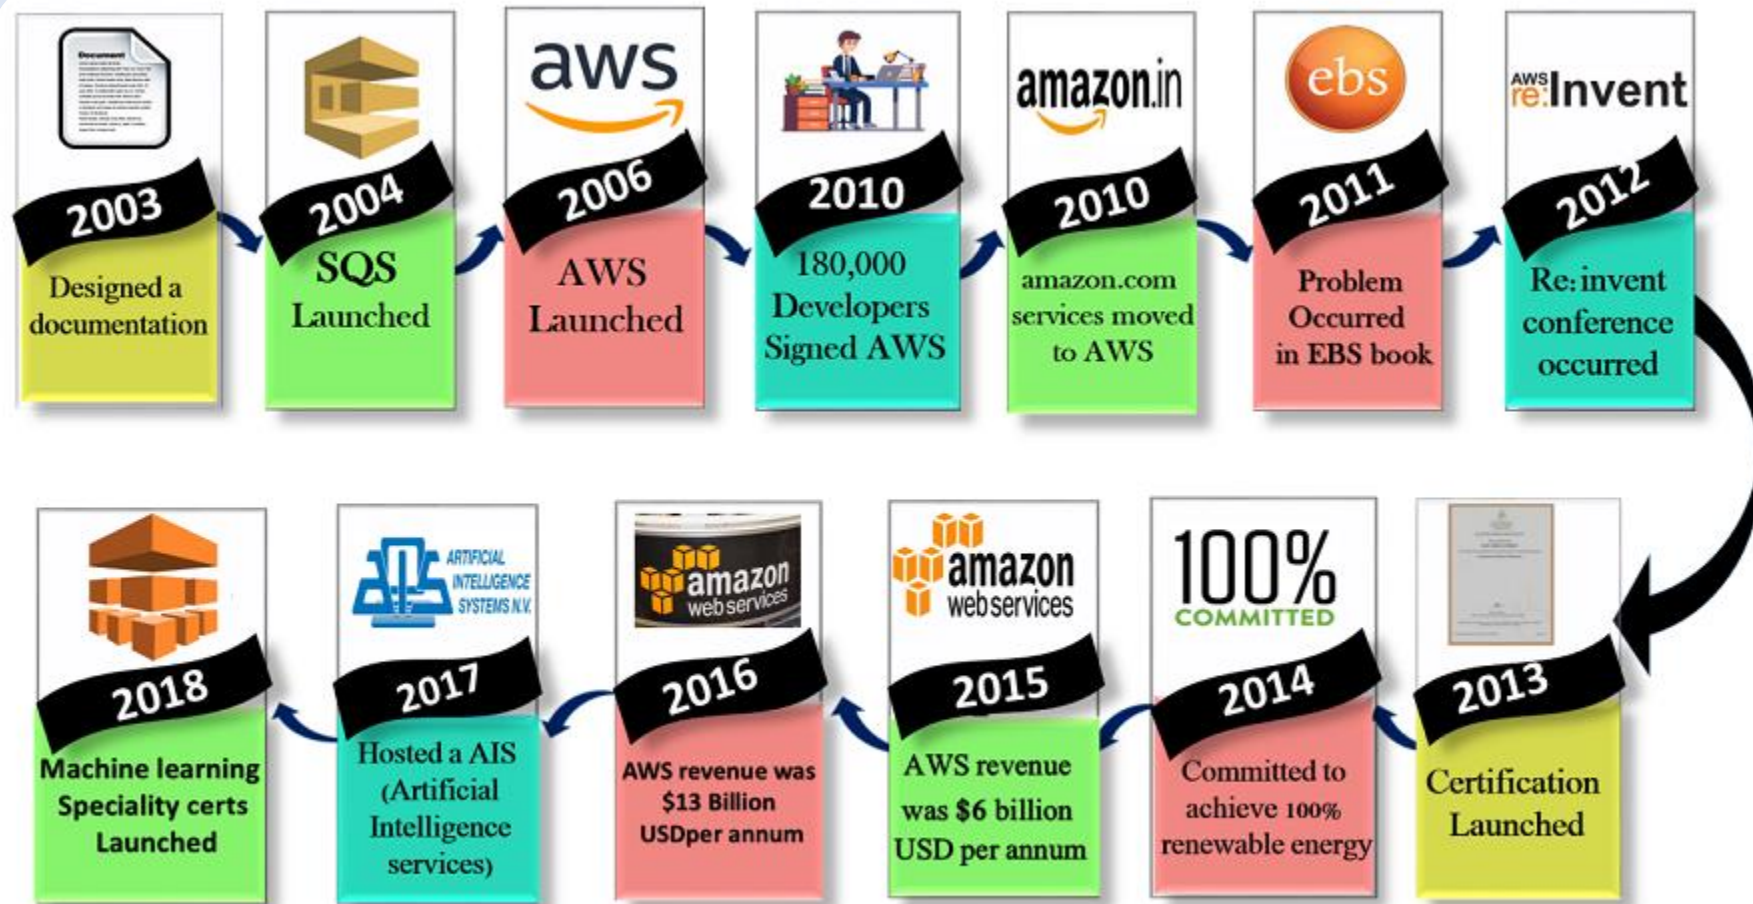 Document
2003
Designed a
documentation
2004
SQS
Launched
aws
2006
AWS
Launched
2010
180,000
Developers
Signed AWS
amazon.in
2010
amazon.com
services moved
to AWS
ebs
2011
Problem
Occurred
in EBS book
AWS
re:Invent
2012
Re: invent
conference
occurred
2013
Certification
Launched
100%
COMMITTED
2014
Committed to
achieve 100%
renewable energy
amazon
web services
2015
AWS revenue
was $6 billion
USD per annum
amazon
web services
2016
AWS revenue was
$13 Billion
USDper annum
AIS
ARTIFICIAL
INTELLIGENCE
SYSTEMS N.V.
2017
Hosted a AIS
(Artificial
Intelligence
services)
2018
Machine learning
Speciality certs
Launched